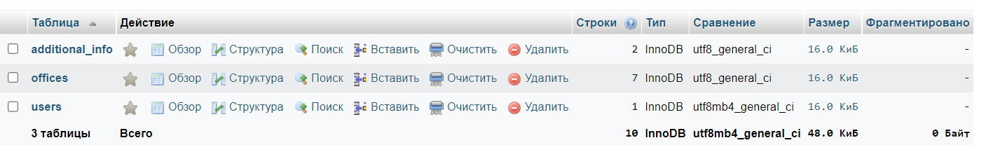 Таблица Действие Строки Тип Сравнение Размер Фрагментировано
additional_info Обзор Структура Поиск Вставить Очистить Удалить 2 InnoDB utf8_general_ci 16.0 КиБ -
offices Обзор Структура Поиск Вставить Очистить Удалить 7 InnoDB utf8_general_ci 16.0 КиБ -
users Обзор Структура Поиск Вставить Очистить Удалить 1 InnoDB utf8mb4_general_ci 16.0 КиБ -
3 таблицы Всего 10 InnoDB utf8mb4_general_ci 48.0 КиБ 0 Байт